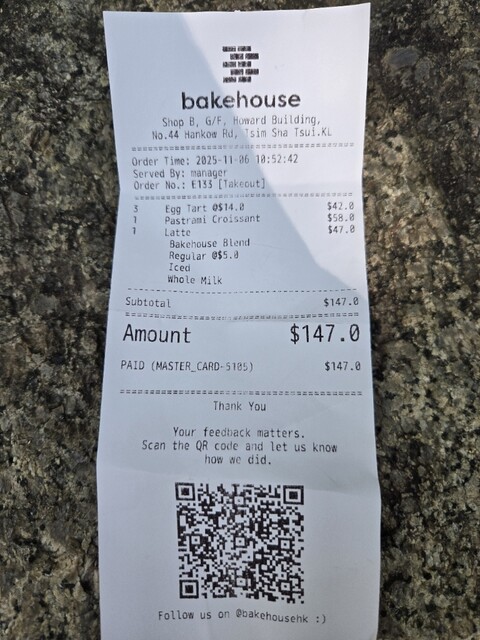 bakehouse
Shop B, G/F, Howard Building,
No.44 Hankow Rd, Tsim Sha Tsui.KL
Order Time: 2025-11-06 10:52:42
Served By: manager
Order No.: E133 [Takeout]
3 Egg Tart @$14.0 $42.0
1 Pastrami Croissant $58.0
1 Latte $47.0
Bakehouse Blend
Regular @$5.0
Iced
Whole Milk
Subtotal $147.0
Amount $147.0
PAID (MASTER_CARD-5105) $147.0
Thank You
Your feedback matters.
Scan the QR code and let us know
how we did.
Follow us on @bakehousehk :)